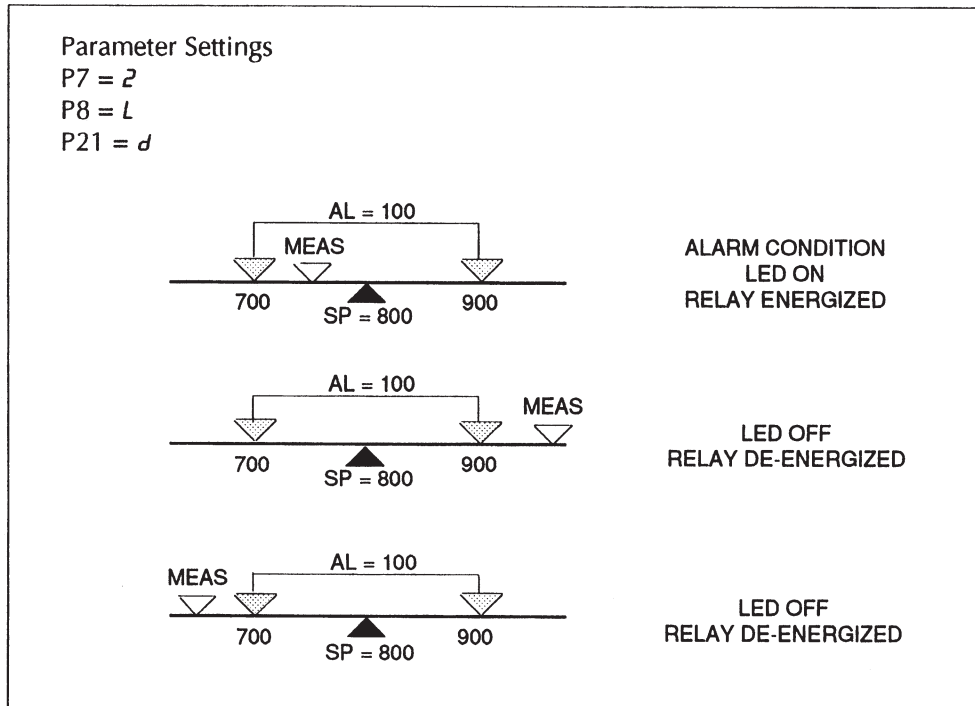 Parameter Settings
P7 = 2
P8 = L
P21 = d
AL = 100
MEAS
700
900
SP = 800
ALARM CONDITION
LED ON
RELAY ENERGIZED
AL = 100
MEAS
700
900
SP = 800
LED OFF
RELAY DE-ENERGIZED
AL = 100
MEAS
700
900
SP = 800
LED OFF
RELAY DE-ENERGIZED